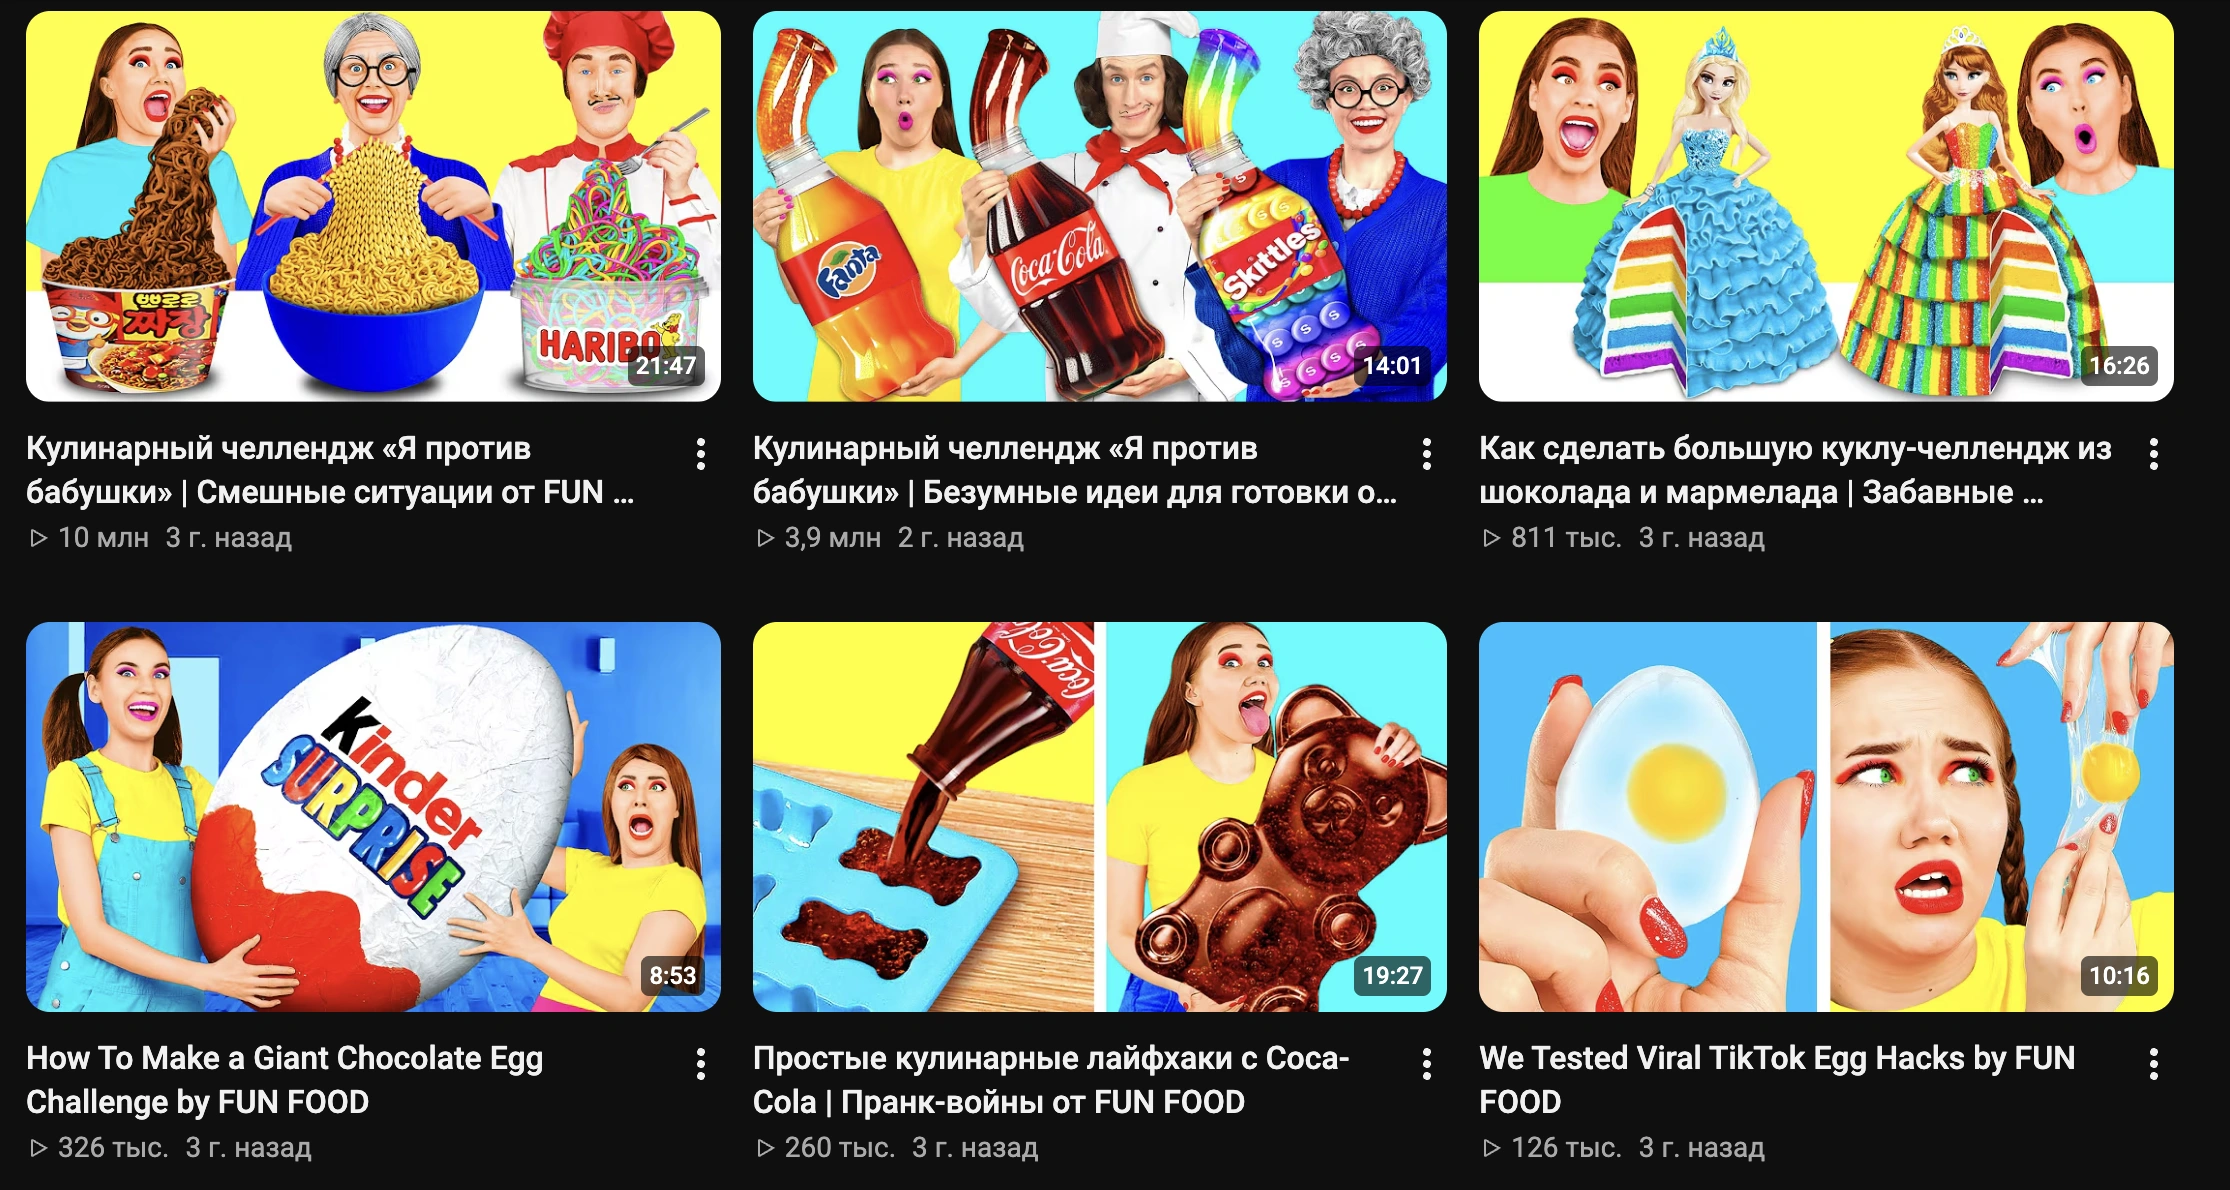 뽀로로
짜장
HARIBO
21:47
Fanta
Coca-Cola
Skittles
14:01
16:26
Кулинарный челлендж «Я против
бабушки» | Смешные ситуации от FUN ...
10 млн 3 г. назад
Кулинарный челлендж «Я против
бабушки» | Безумные идеи для готовки о...
3,9 млн 2 г. назад
Как сделать большую куклу-челлендж из
шоколада и мармелада | Забавные ...
811 тыс. 3 г. назад
Kinder
SURPRISE
8:53
Coca-Cola
19:27
10:16
How To Make a Giant Chocolate Egg
Challenge by FUN FOOD
326 тыс. 3 г. назад
Простые кулинарные лайфхаки с Coca-
Cola | Пранк-войны от FUN FOOD
260 тыс. 3 г. назад
We Tested Viral TikTok Egg Hacks by FUN
FOOD
126 тыс. 3 г. назад